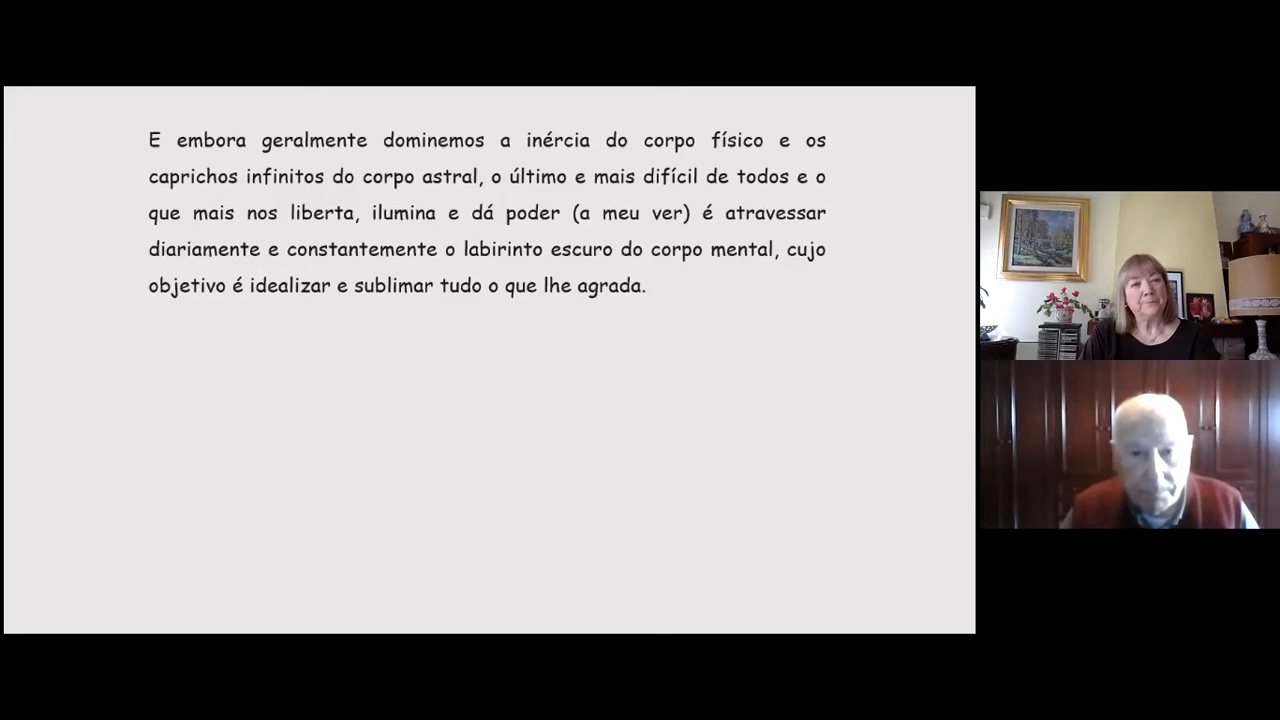 E embora geralmente dominemos a inércia do corpo físico e os
caprichos infinitos do corpo astral, o último e mais difícil de todos e o
que mais nos liberta, ilumina e dá poder (a meu ver) é atravessar
diariamente e constantemente o labirinto escuro do corpo mental, cujo
objetivo é idealizar e sublimar tudo o que lhe agrada.